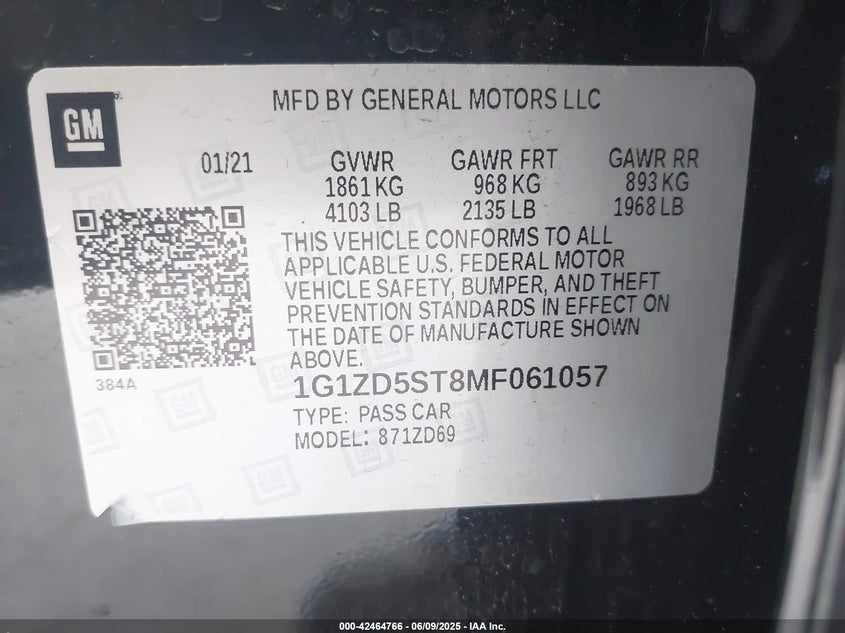 GM
MFD BY GENERAL MOTORS LLC
01/21 GVWR GAWR FRT GAWR RR
1861 KG 968 KG 893 KG
4103 LB 2135 LB 1968 LB
THIS VEHICLE CONFORMS TO ALL
APPLICABLE U.S. FEDERAL MOTOR
VEHICLE SAFETY, BUMPER, AND THEFT
PREVENTION STANDARDS IN EFFECT ON
THE DATE OF MANUFACTURE SHOWN
ABOVE.
384A
1G1ZD5ST8MF061057
TYPE: PASS CAR
MODEL: 871ZD69
000-42464766 - 06/09/2025 - IAA Inc.